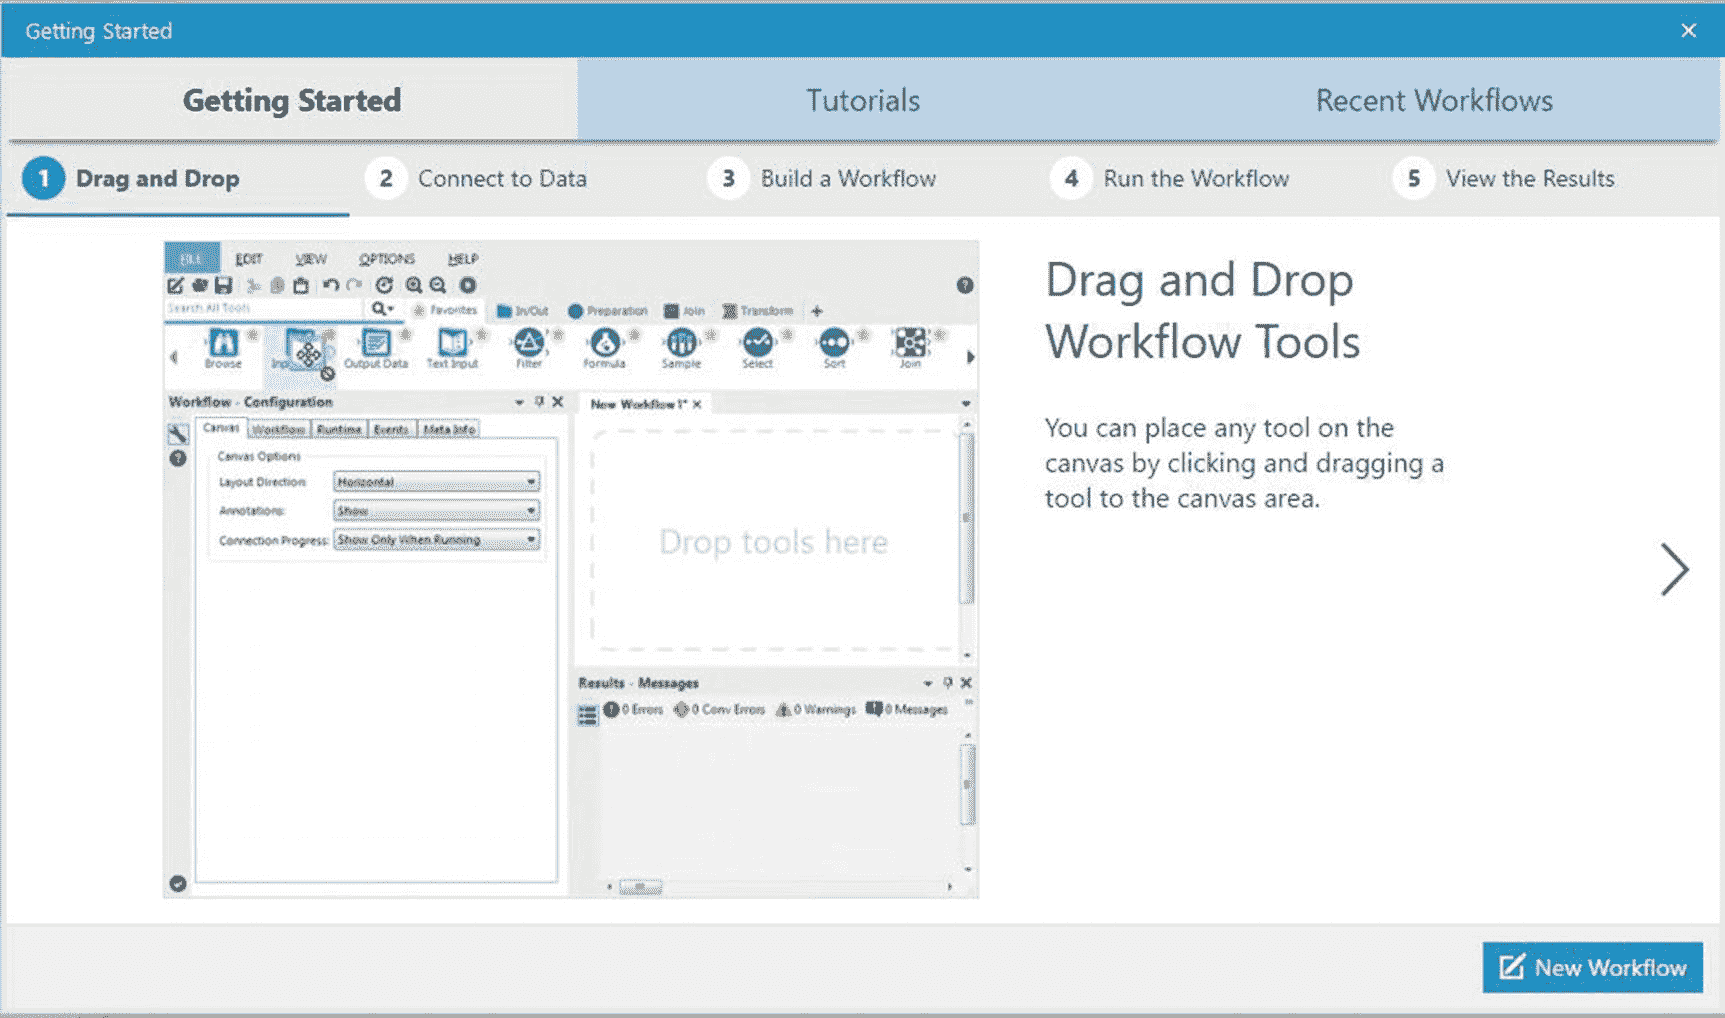 Getting Started
Getting Started
Tutorials
Recent Workflows
1 Drag and Drop
2 Connect to Data
3 Build a Workflow
4 Run the Workflow
5 View the Results
FILE EDIT VIEW OPTIONS HELP
Search All Tools
Favorites In/Out Preparation Join Transform +
Browse Output Data Text Input Filter Formula Sample Select Sort Join
Workflow - Configuration
New Workflow1*
Canvas Workflow Runtime Events Meta Info
Canvas Options
Layout Direction Horizontal
Annotations: Show
Connection Progress: Show Only When Running
Drop tools here
Results - Messages
0 Errors 0 Conv Errors 0 Warnings 0 Messages
Drag and Drop
Workflow Tools
You can place any tool on the
canvas by clicking and dragging a
tool to the canvas area.
New Workflow